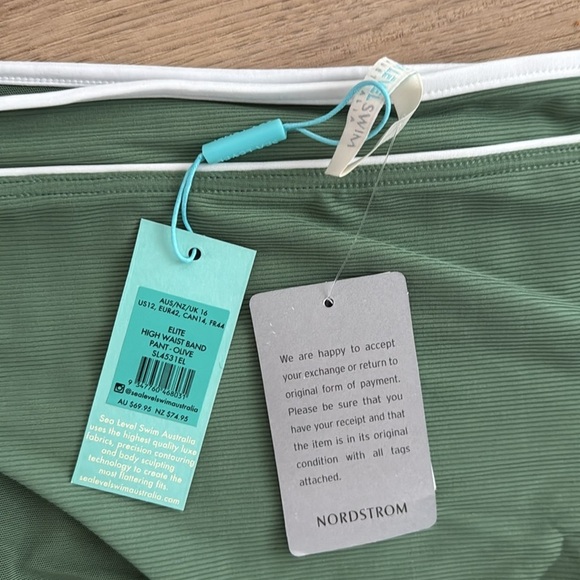 LEVELSWIM
AUS/NZ/UK 16
US12, EUR42, CAN14, FR44
ELITE
HIGH WAIST BAND
PANT - OLIVE
SL4531EL
@sealevelswimaustralia
AU $69.95 NZ $74.95
Sea Level Swim Australia
uses the highest quality luxe
fabrics, precision contouring
and body sculpting
technology to create the
most flattering fits.
sealevelswimaustralia.com
We are happy to accept
your exchange or return to
original form of payment.
Please be sure that you
have your receipt and that
the item is in its original
condition with all tags
attached.
NORDSTROM